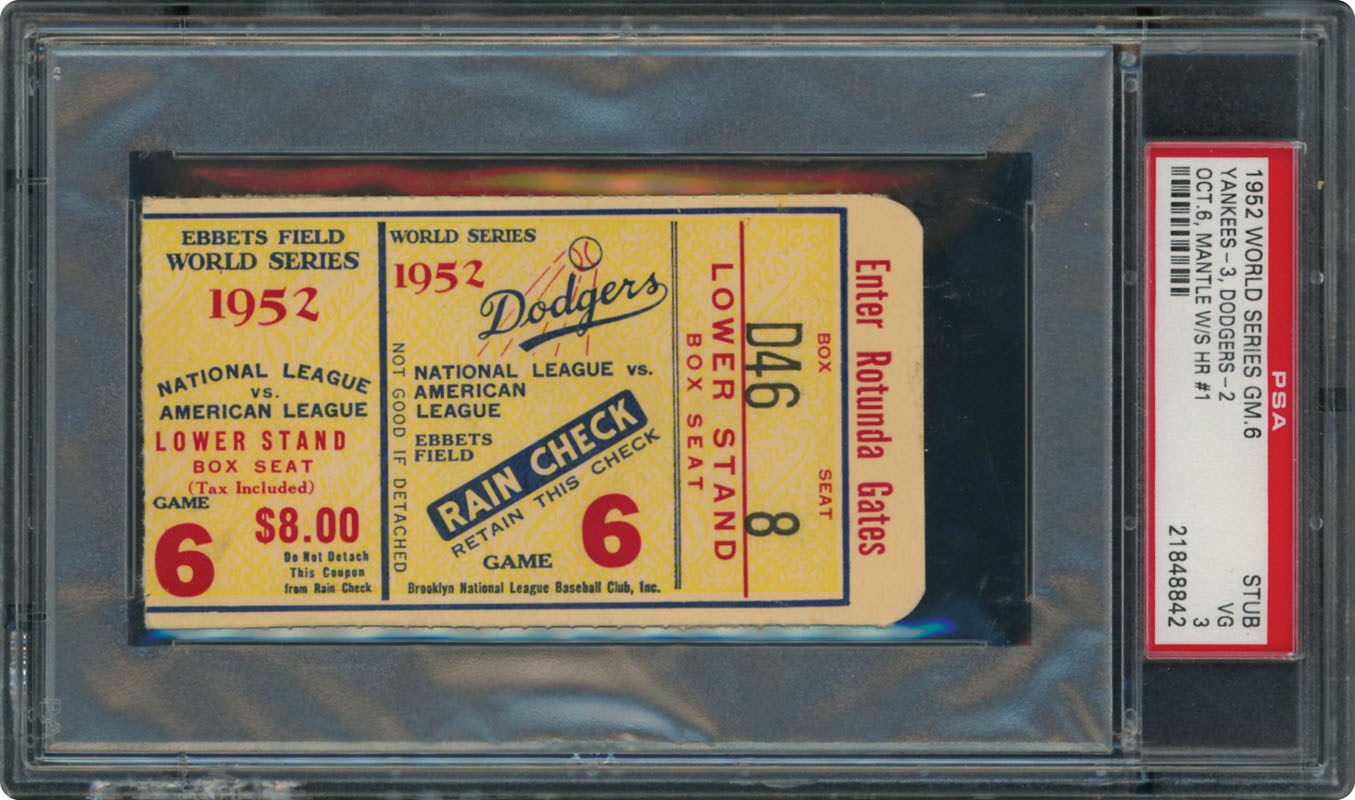 EBBETS FIELD
WORLD SERIES
1952
NATIONAL LEAGUE
VS.
AMERICAN LEAGUE
LOWER STAND
BOX SEAT
(Tax Included)
GAME
6
$8.00
Do Not Detach
This Coupon
from Rain Check
NOT GOOD IF DETACHED
WORLD SERIES
1952
Dodgers
NATIONAL LEAGUE vs.
AMERICAN
LEAGUE
EBBETS
FIELD
RAIN CHECK
RETAIN THIS CHECK
GAME
6
Brooklyn National League Baseball Club, Inc.
LOWER STAND
BOX SEAT
BOX
D46
SEAT
8
Enter Rotunda Gates
PSA
1952 WORLD SERIES GM.6
STUB
YANKEES-3, DODGERS-2
VG
OCT.6, MANTLE W/S HR #1
3
21848842